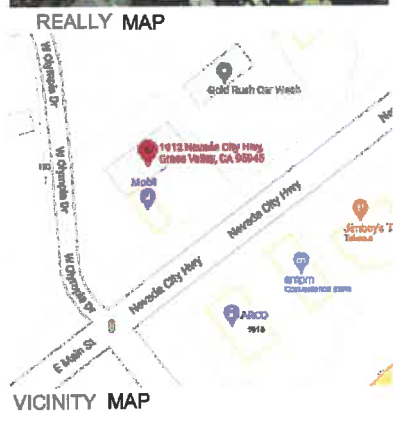 REALLY MAP
W Olympia Dr
Gold Rush Car Wash
1912 Nevada City Hwy,
Grass Valley, CA 95945
W Olympia Dr
Mobil
Nevada City Hwy
Jimboy's T
ampm
Convenience store
W Olympia Dr
Nevada City Hwy
ARCO
E Main St
VICINITY MAP